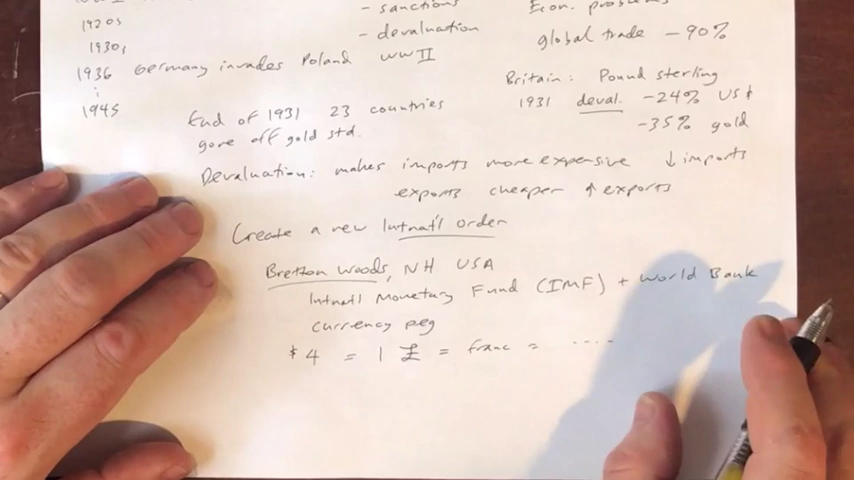 - sanctions
1920s
- devaluation
1930s
1936 Germany invades Poland WWII
1945
Econ. problems
global trade -90%
Britain: Pound sterling
1931 deval. -24% US$
-35% gold
End of 1931 23 countries
gone off gold std.
Devaluation: makes imports more expensive ↓ imports
exports cheaper ↑ exports
Create a new Intnat'l order
Bretton Woods, NH USA
Intnat'l Monetary Fund (IMF) + World Bank
currency peg
$4 = 1 £ = franc = ....